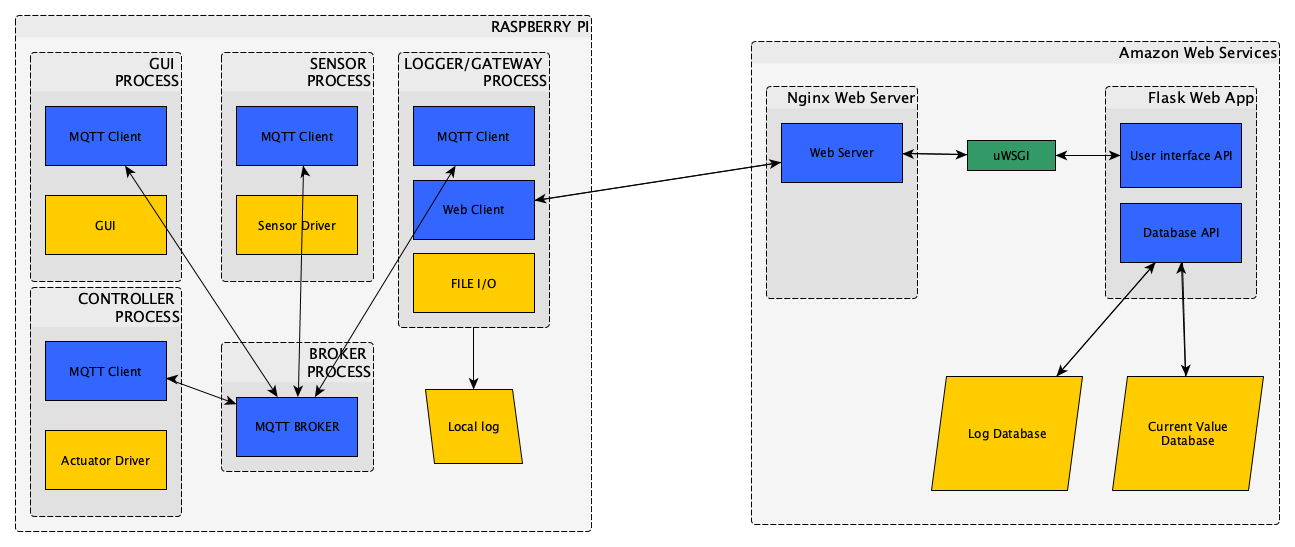 RASPBERRY PI
GUI
PROCESS
MQTT Client
GUI
SENSOR
PROCESS
MQTT Client
Sensor Driver
LOGGER/GATEWAY
PROCESS
MQTT Client
Web Client
FILE I/O
CONTROLLER
PROCESS
MQTT Client
Actuator Driver
BROKER
PROCESS
MQTT BROKER
Local log
Amazon Web Services
Nginx Web Server
Web Server
uWSGI
Flask Web App
User interface API
Database API
Log Database
Current Value
Database